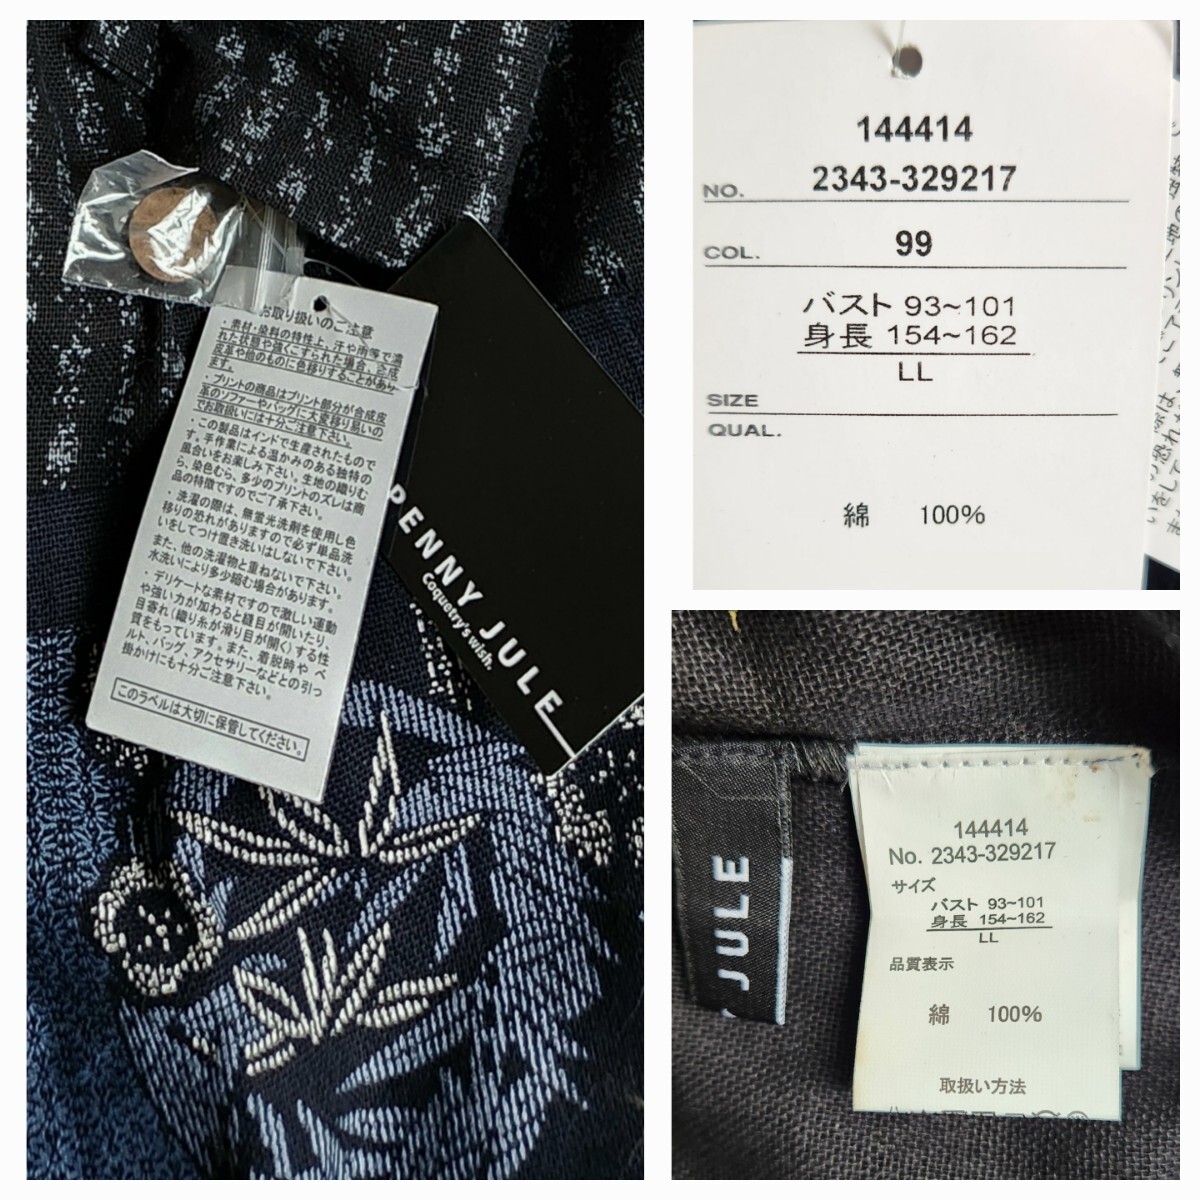 お取り扱いのご注意
・素材・染料の特性上、汗や雨等で濡
れた状態や強くこすられた場合、合成
皮革や他のものに色移りすることがあり
ます。
・プリントの商品はプリント部分が合成皮
革のソファーやバッグに大変移り易いの
でお取扱いには十分ご注意下さい。
・この製品はインドで生産されたもので
す。手作業による温かみのある独特の
風合いをお楽しみ下さい。生地の織りむ
ら、染色むら、多少のプリントのズレは商
品の特徴ですのでご了承下さい。
・洗濯の際は、無蛍光洗剤を使用し色
移りの恐れがありますので必ず単品洗
いをしてつけ置き洗いはしないで下さい。
また、他の洗濯物と重ねないで下さい。
水洗いにより多少縮む場合があります。
・デリケートな素材ですので激しい運動
や強い力が加わると縫目が開いたり、
目寄れ(織り糸が滑り目が開く)する性
質をもっています。また、着脱時や ベ
ルト、バッグ、アクセサリーなどとの引っ
掛かけにも十分ご注意下さい。
このラベルは大切に保管してください。
PENNY JULE
Coquetry's wish.
144414
NO. 2343-329217
COL. 99
バスト 93~101
身長 154~162
LL
SIZE
QUAL.
綿 100%
JULE
144414
No. 2343-329217
サイズ
バスト 93~101
身長 154~162
LL
品質表示
綿 100%
取扱い方法